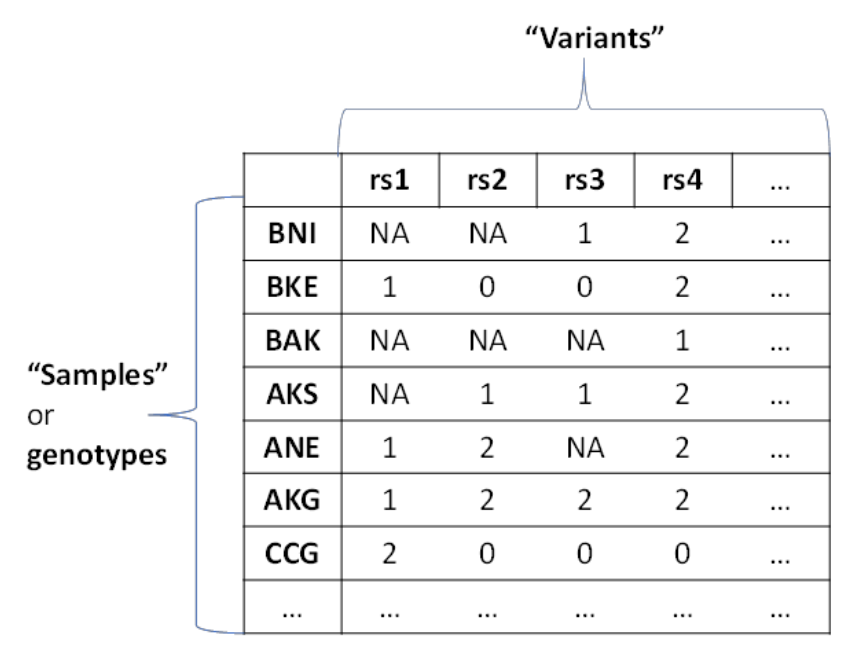 “Variants”
rs1 rs2 rs3 rs4 ...
BNI NA NA 1 2 ...
BKE 1 0 0 2 ...
BAK NA NA NA 1 ...
“Samples”
or
genotypes
AKS NA 1 1 2 ...
ANE 1 2 NA 2 ...
AKG 1 2 2 2 ...
CCG 2 0 0 0 ...
... ... ... ... ... ...